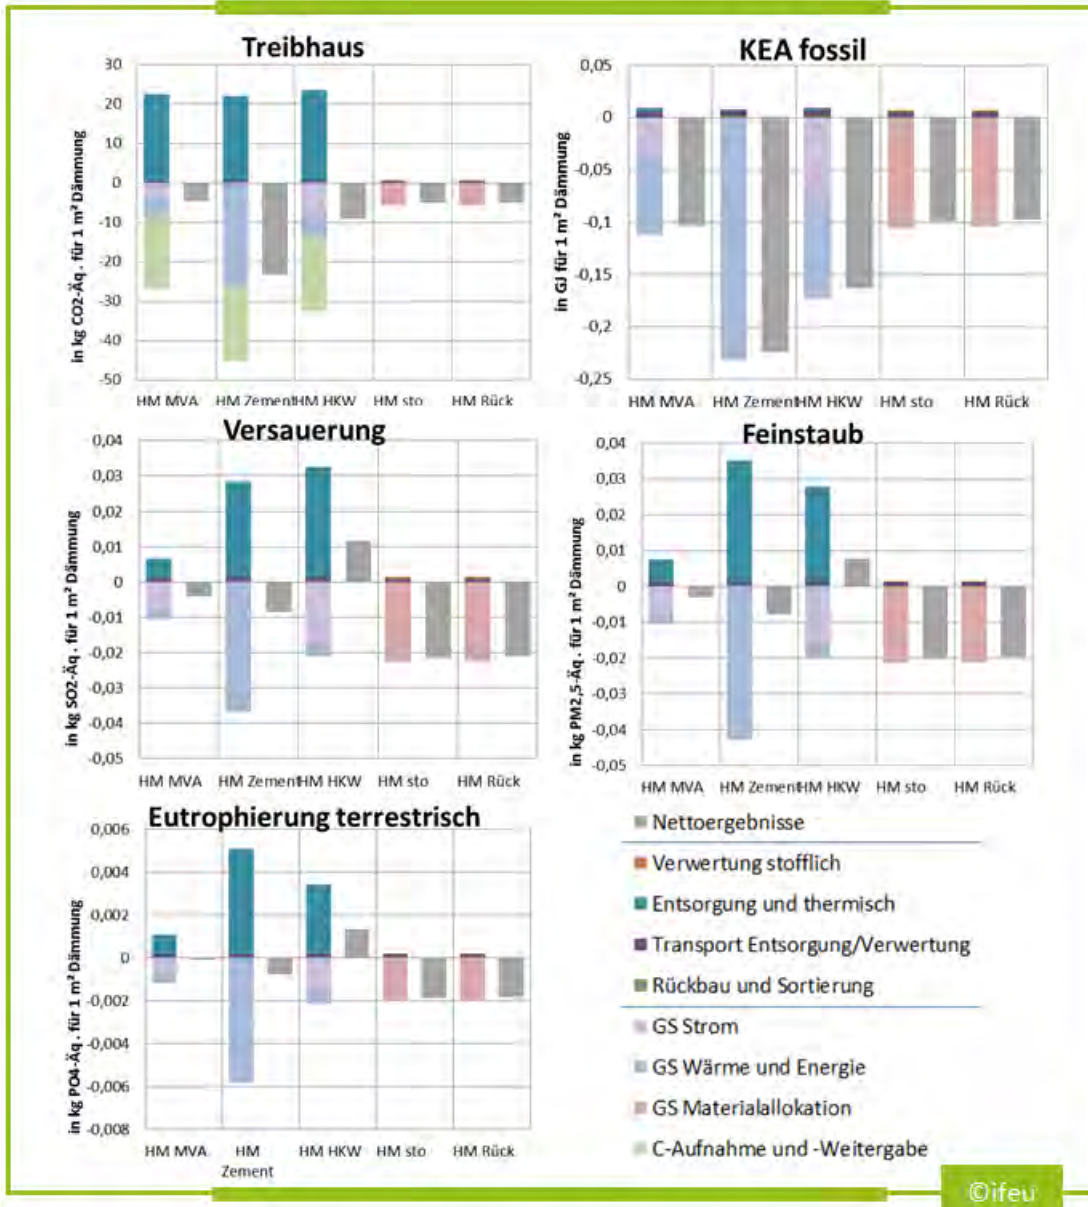 Treibhaus
in kg CO2-Äq . für 1 m² Dämmung
30
20
10
0
-10
-20
-30
-40
-50
HM MVA
HM Zement
HM HKW
HM sto
HM Rück
KEA fossil
in GJ für 1 m² Dämmung
0,05
0
-0,05
-0,1
-0,15
-0,2
-0,25
HM MVA
HM Zement
HM HKW
HM sto
HM Rück
Versauerung
in kg SO2-Äq . für 1 m² Dämmung
0,04
0,03
0,02
0,01
0
-0,01
-0,02
-0,03
-0,04
-0,05
HM MVA
HM Zement
HM HKW
HM sto
HM Rück
Feinstaub
in kg PM2,5-Äq . für 1 m² Dämmung
0,04
0,03
0,02
0,01
0
-0,01
-0,02
-0,03
-0,04
-0,05
HM MVA
HM Zement
HM HKW
HM sto
HM Rück
Eutrophierung terrestrisch
in kg PO4-Äq . für 1 m² Dämmung
0,006
0,004
0,002
0
-0,002
-0,004
-0,006
-0,008
HM MVA
HM
Zement
HM HKW
HM sto
HM Rück
Nettoergebnisse
Verwertung stofflich
Entsorgung und thermisch
Transport Entsorgung/Verwertung
Rückbau und Sortierung
GS Strom
GS Wärme und Energie
GS Materialallokation
C-Aufnahme und -Weitergabe
©ifeu